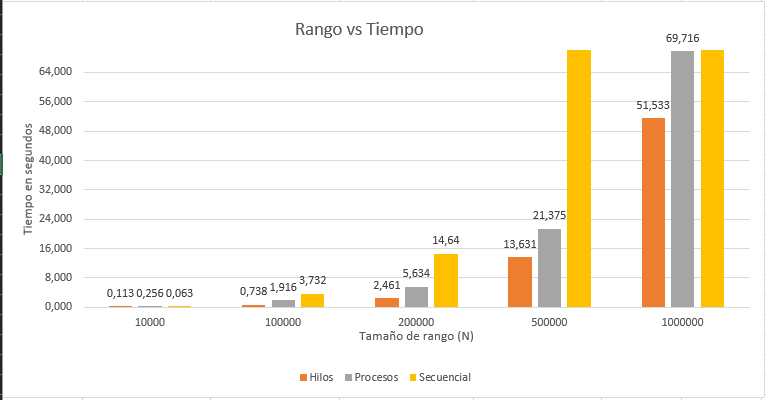 Rango vs Tiempo
69,716
64,000
56,000
51,533
48,000
40,000
32,000
24,000
21,375
14,64
13,631
16,000
8,000
0,113 0,256 0,063
0,738 1,916 3,732
2,461 5,634
0,000
10000 100000 200000 500000 1000000
Tiempo en segundos
Tamaño de rango (N)
Hilos Procesos Secuencial